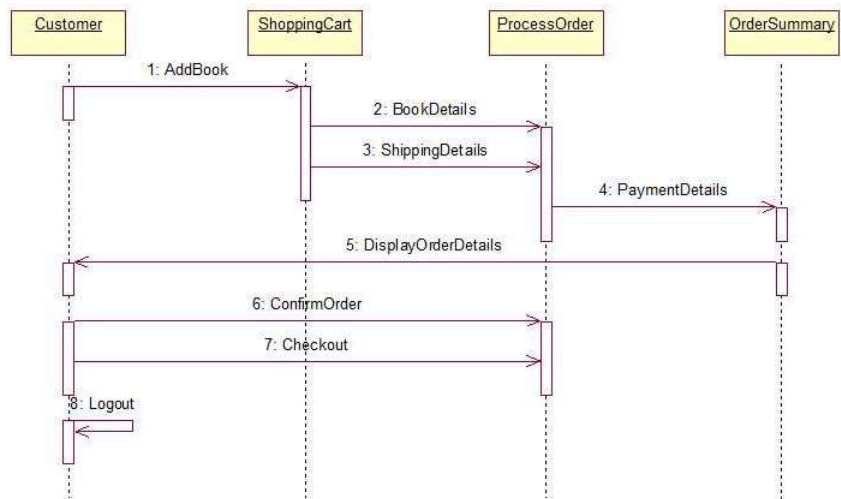 Customer
ShoppingCart
ProcessOrder
OrderSummary
1: AddBook
2: BookDetails
3: ShippingDetails
4: PaymentDetails
5: DisplayOrderDetails
6: ConfirmOrder
7: Checkout
8: Logout